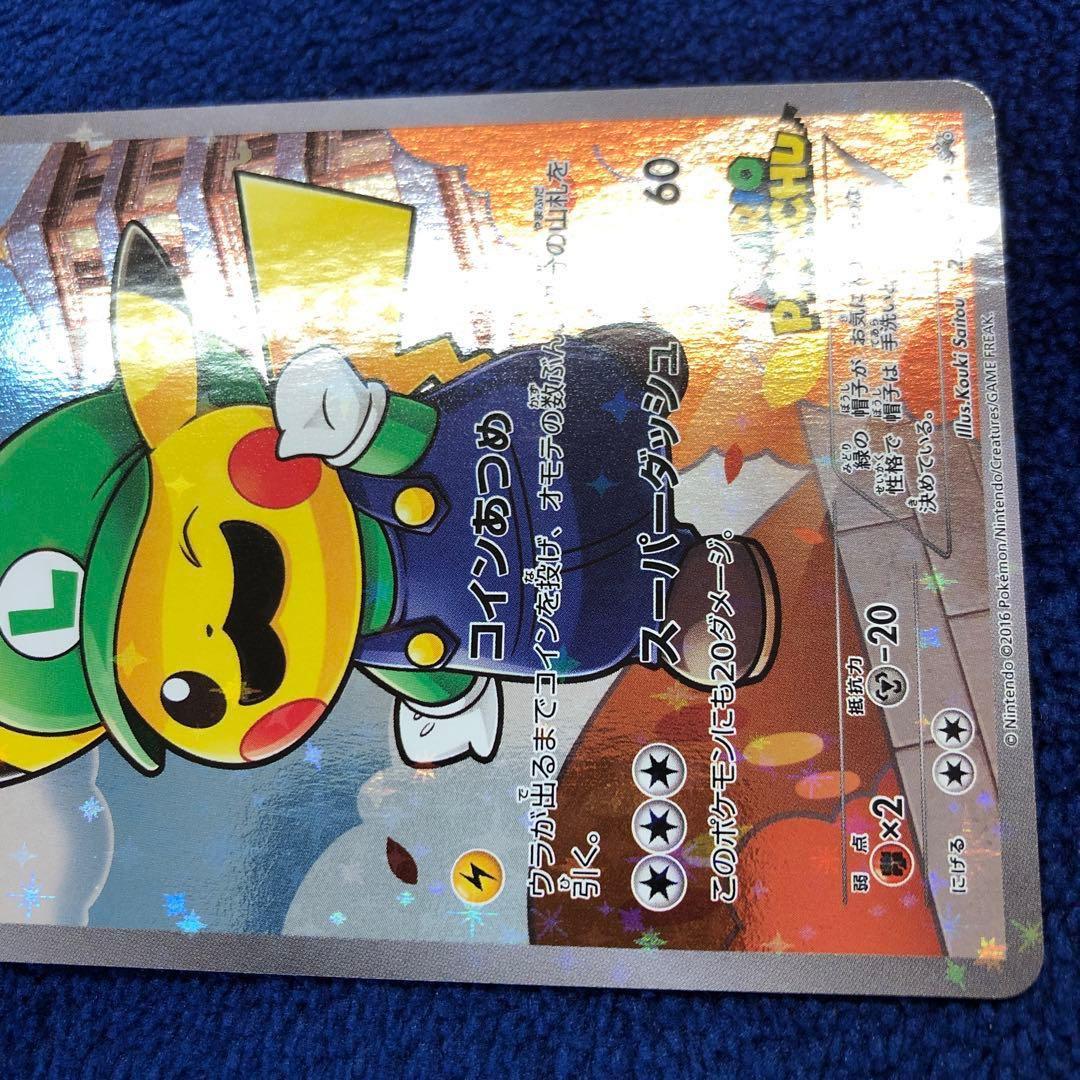 L
コインあつめ
ウラが出るまでコインを投げ、オモテの数ぶん
の山札を
引く。
スーパーダッシュ 60
このポケモンにも20ダメージ。
弱点
×2
抵抗力
-20
にげる
緑の帽子が お気に
性格で 帽子は 手洗い
決めている。
Illus. Kouki Saitou
©Nintendo ©2016 Pokémon/Nintendo/Creatures/GAME FREAK.